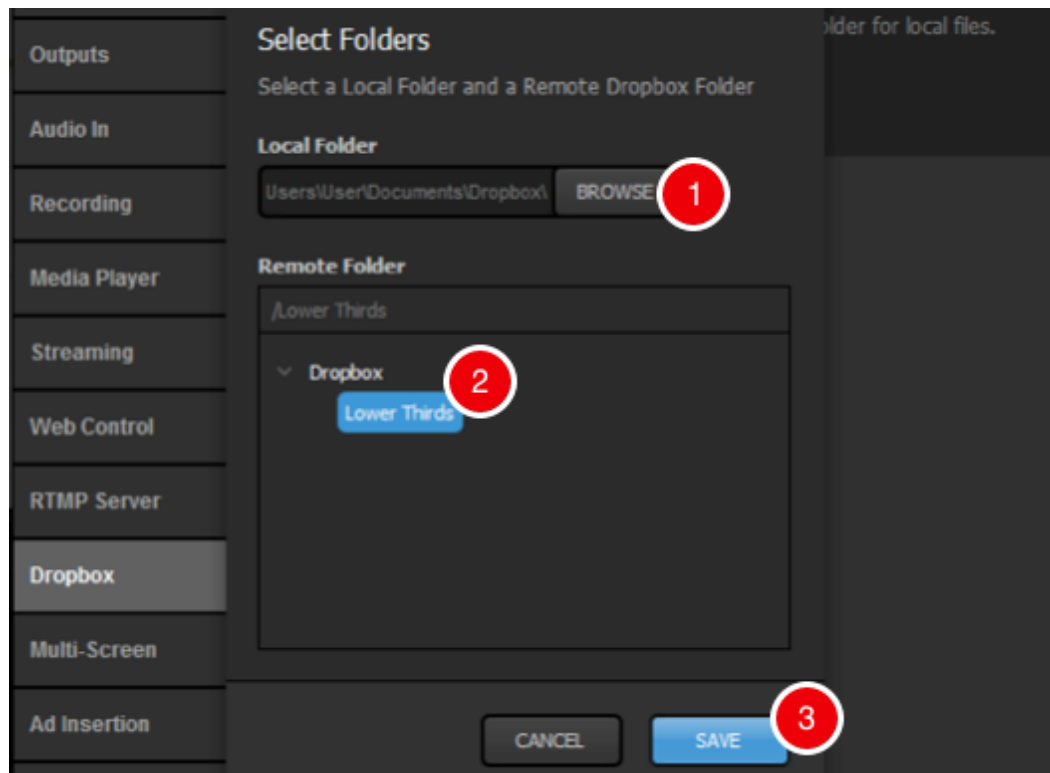 Outputs
Audio In
Recording
Media Player
Streaming
Web Control
RTMP Server
Dropbox
Multi-Screen
Ad Insertion
Select Folders
Select a Local Folder and a Remote Dropbox Folder
Local Folder
Users\User\Documents\Dropbox\
BROWSE
1
Remote Folder
/Lower Thirds
Dropbox
2
Lower Thirds
CANCEL
SAVE
3
for local files.